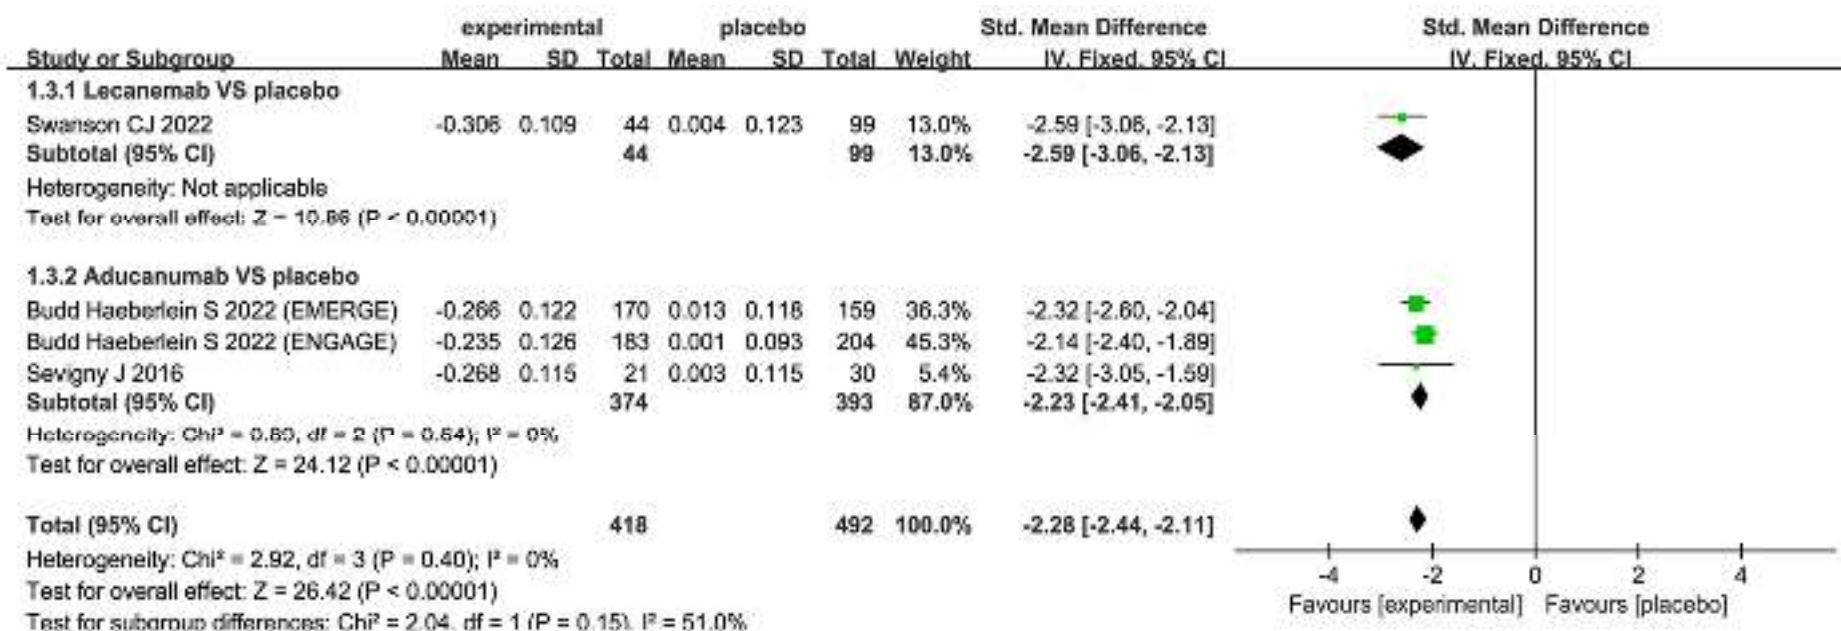 experimental placebo Std. Mean Difference Std. Mean Difference
Study or Subgroup Mean SD Total Mean SD Total Weight IV, Fixed, 95% CI IV, Fixed, 95% CI
1.3.1 Lecanemab VS placebo
Swanson CJ 2022 -0.306 0.109 44 0.004 0.123 99 13.0% -2.59 [-3.06, -2.13]
Subtotal (95% CI) 44 99 13.0% -2.59 [-3.06, -2.13]
Heterogeneity: Not applicable
Test for overall effect: Z = 10.86 (P < 0.00001)
1.3.2 Aducanumab VS placebo
Budd Haeberlein S 2022 (EMERGE) -0.266 0.122 170 0.013 0.118 159 36.3% -2.32 [-2.60, -2.04]
Budd Haeberlein S 2022 (ENGAGE) -0.235 0.126 183 0.001 0.093 204 45.3% -2.14 [-2.40, -1.89]
Sevigny J 2016 -0.268 0.115 21 0.003 0.115 30 5.4% -2.32 [-3.05, -1.59]
Subtotal (95% CI) 374 393 87.0% -2.23 [-2.41, -2.05]
Heterogeneity: Chi² = 0.89, df = 2 (P = 0.64); I² = 0%
Test for overall effect: Z = 24.12 (P < 0.00001)
Total (95% CI) 418 492 100.0% -2.28 [-2.44, -2.11]
Heterogeneity: Chi² = 2.92, df = 3 (P = 0.40); I² = 0%
Test for overall effect: Z = 26.42 (P < 0.00001)
Test for subgroup differences: Chi² = 2.04, df = 1 (P = 0.15), I² = 51.0%
-4 -2 0 2 4
Favours [experimental] Favours [placebo]